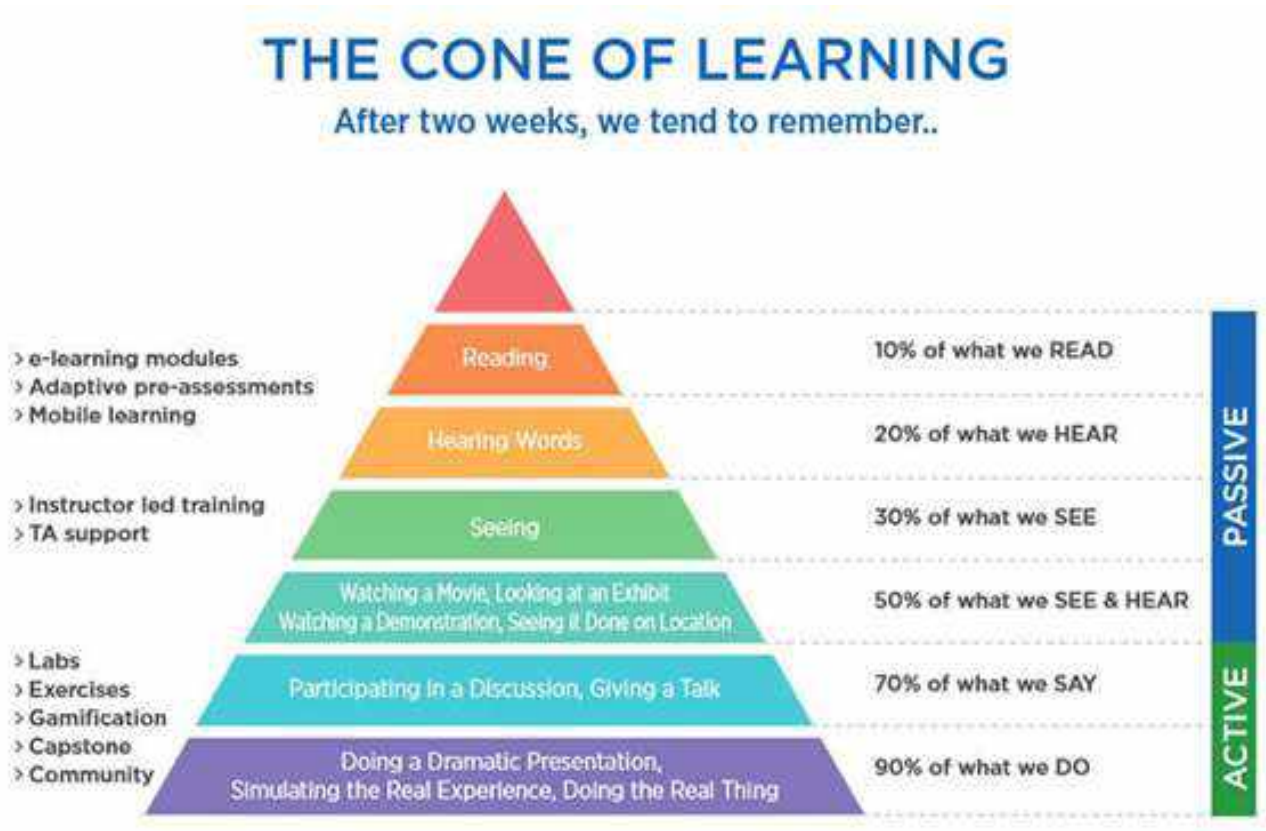 THE CONE OF LEARNING
After two weeks, we tend to remember..
> e-learning modules
> Adaptive pre-assessments
> Mobile learning
Reading
10% of what we READ
Hearing Words
20% of what we HEAR
> Instructor led training
> TA support
Seeing
30% of what we SEE
Watching a Movie, Looking at an Exhibit
Watching a Demonstration, Seeing it Done on Location
50% of what we SEE & HEAR
PASSIVE
> Labs
> Exercises
> Gamification
> Capstone
> Community
Participating in a Discussion, Giving a Talk
70% of what we SAY
Doing a Dramatic Presentation,
Simulating the Real Experience, Doing the Real Thing
90% of what we DO
ACTIVE